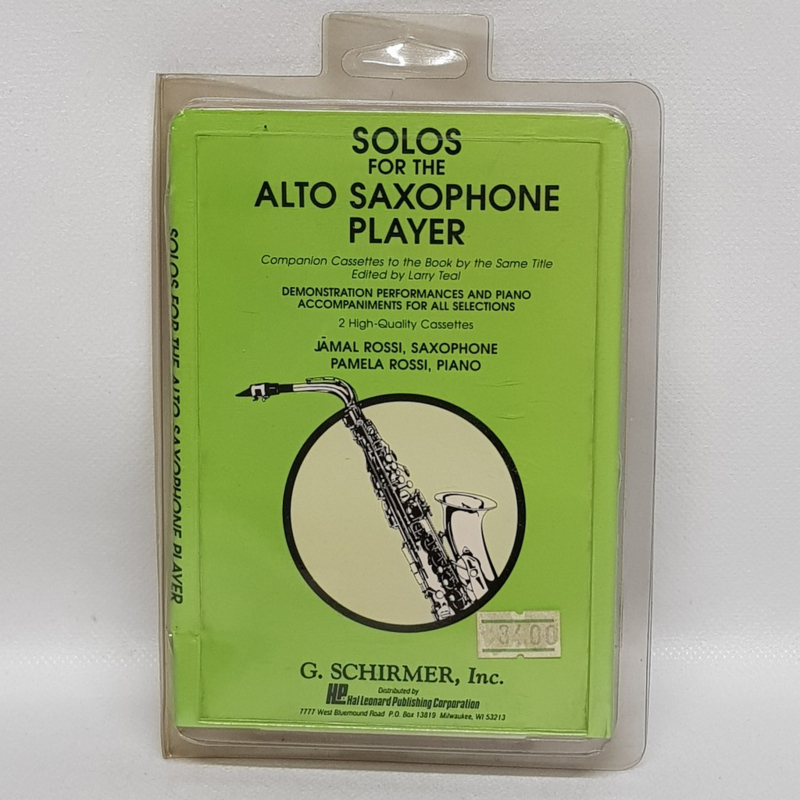 SOLOS
FOR THE
ALTO SAXOPHONE
PLAYER
Companion Cassettes to the Book by the Same Title
Edited by Larry Teal
DEMONSTRATION PERFORMANCES AND PIANO
ACCOMPANIMENTS FOR ALL SELECTIONS
2 High-Quality Cassettes
JAMAL ROSSI, SAXOPHONE
PAMELA ROSSI, PIANO
SOLOS FOR THE ALTO SAXOPHONE PLAYER
34.00
G. SCHIRMER, Inc.
Distributed by
HL Hal Leonard Publishing Corporation
7777 West Bluemound Road P.O. Box 13819 Milwaukee, WI 53213